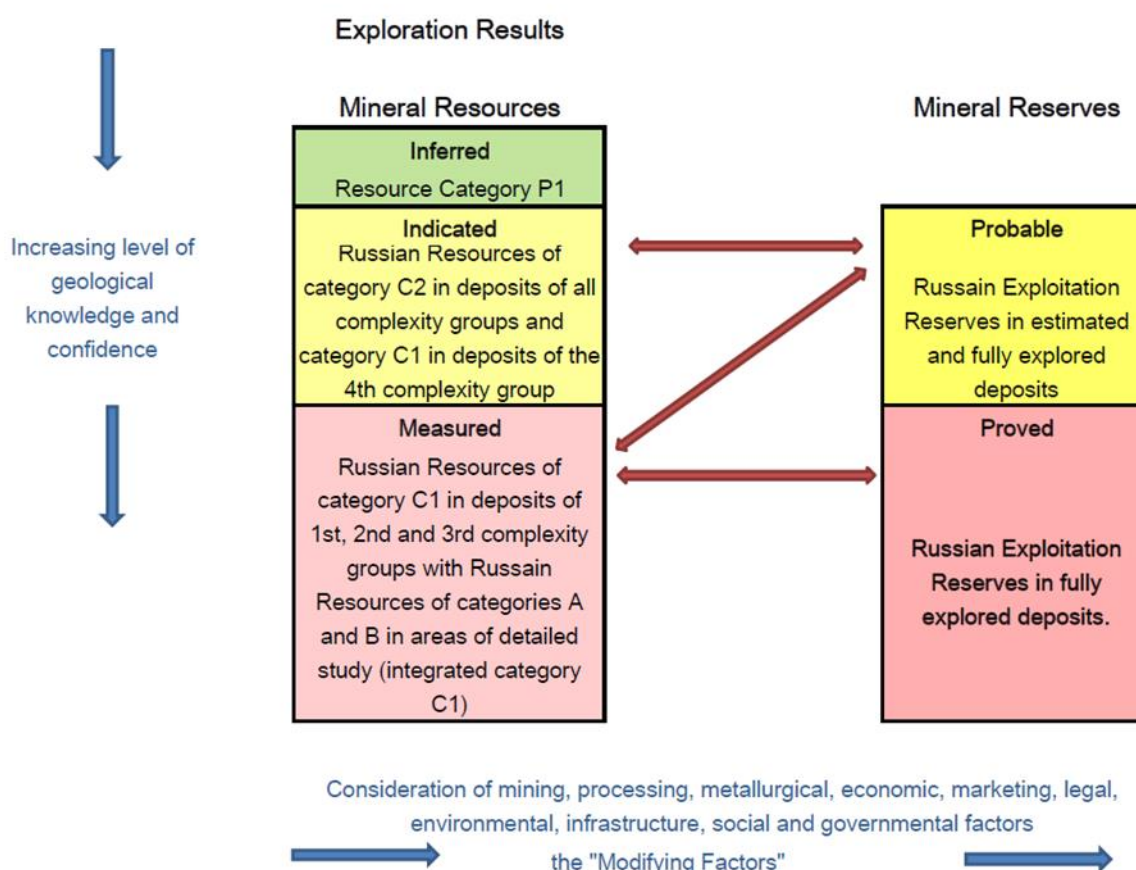 Exploration Results
Mineral Resources
Mineral Reserves
Increasing level of
geological
knowledge and
confidence
Inferred
Resource Category P1
Indicated
Russian Resources of
category C2 in deposits of all
complexity groups and
category C1 in deposits of the
4th complexity group
Measured
Russian Resources of
category C1 in deposits of
1st, 2nd and 3rd complexity
groups with Russain
Resources of categories A
and B in areas of detailed
study (integrated category
C1)
Probable
Russain Exploitation
Reserves in estimated
and fully explored
deposits
Proved
Russian Exploitation
Reserves in fully
explored deposits.
Consideration of mining, processing, metallurgical, economic, marketing, legal,
environmental, infrastructure, social and governmental factors
the "Modifying Factors"